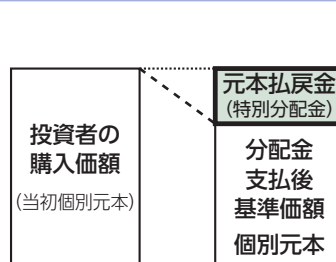 投資者の
購入価額
(当初個別元本)
元本払戻金
(特別分配金)
分配金
支払後
基準価額
個別元本